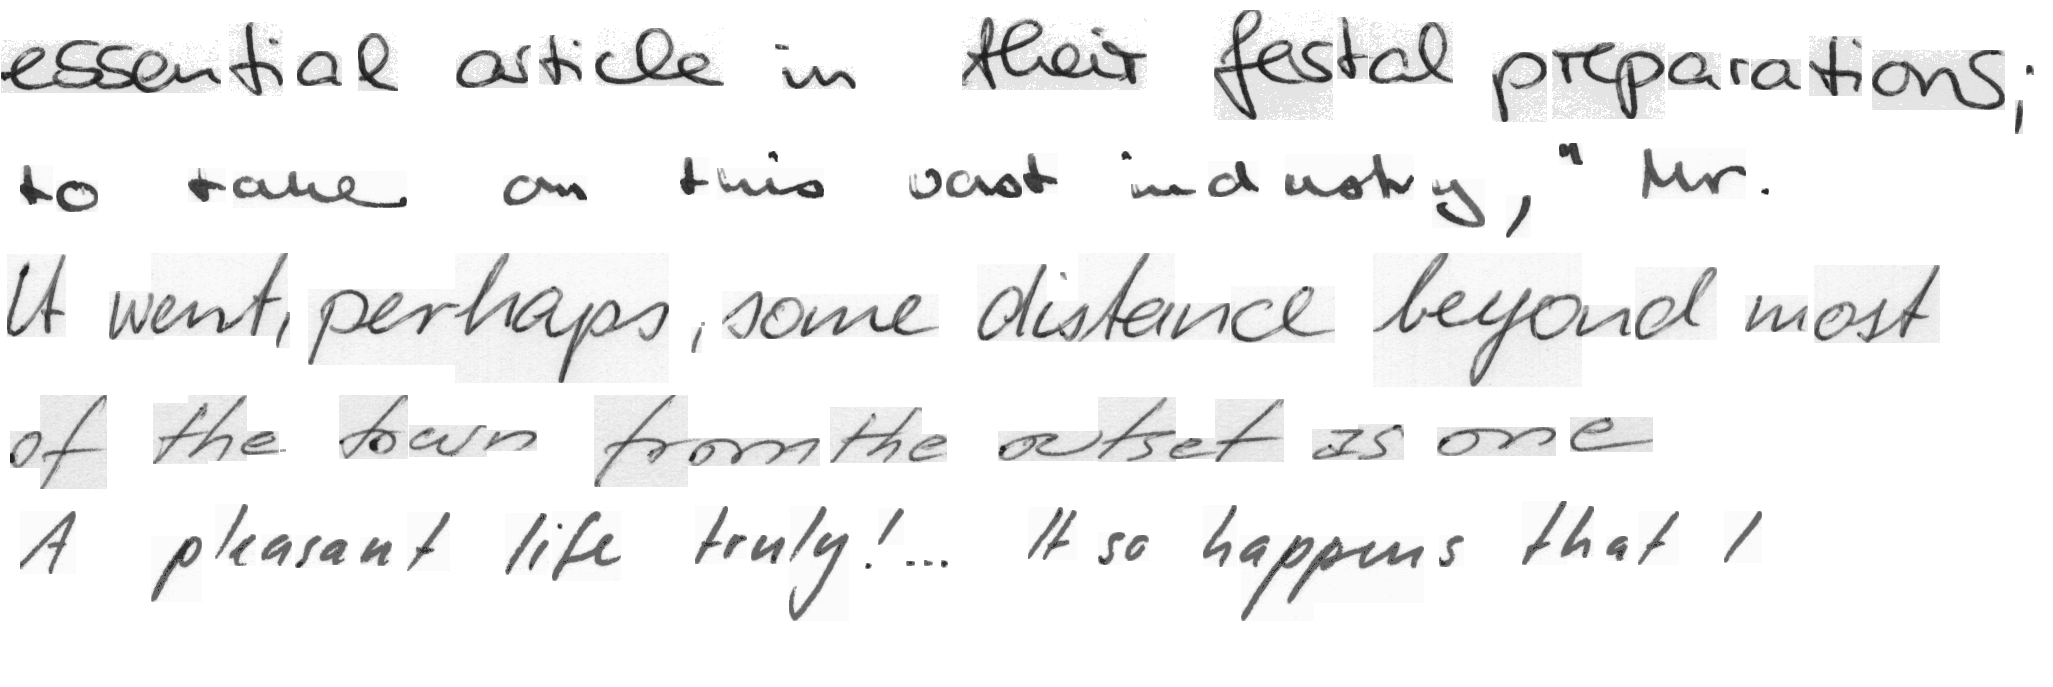 essential article in their festal preparations;
to take on this vast industry," Mr.
It went, perhaps, some distance beyond most
of the town from the outset as one
A pleasant life truly!... It so happens that I